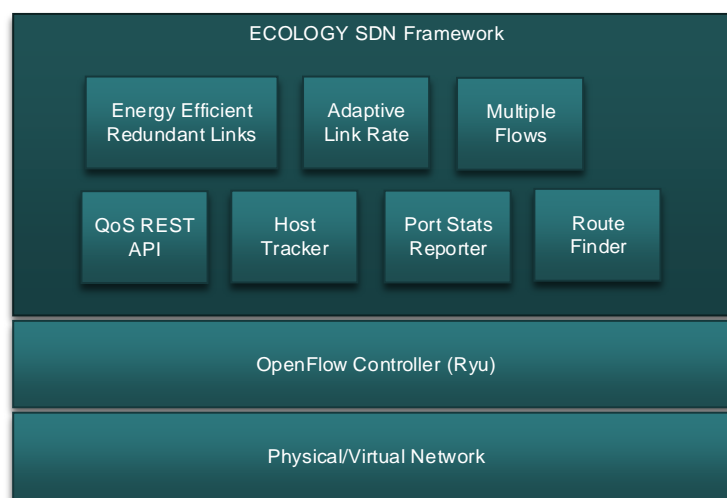 ECOLOGY SDN Framework
Energy Efficient
Redundant Links
Adaptive
Link Rate
Multiple
Flows
QoS REST
API
Host
Tracker
Port Stats
Reporter
Route
Finder
OpenFlow Controller (Ryu)
Physical/Virtual Network